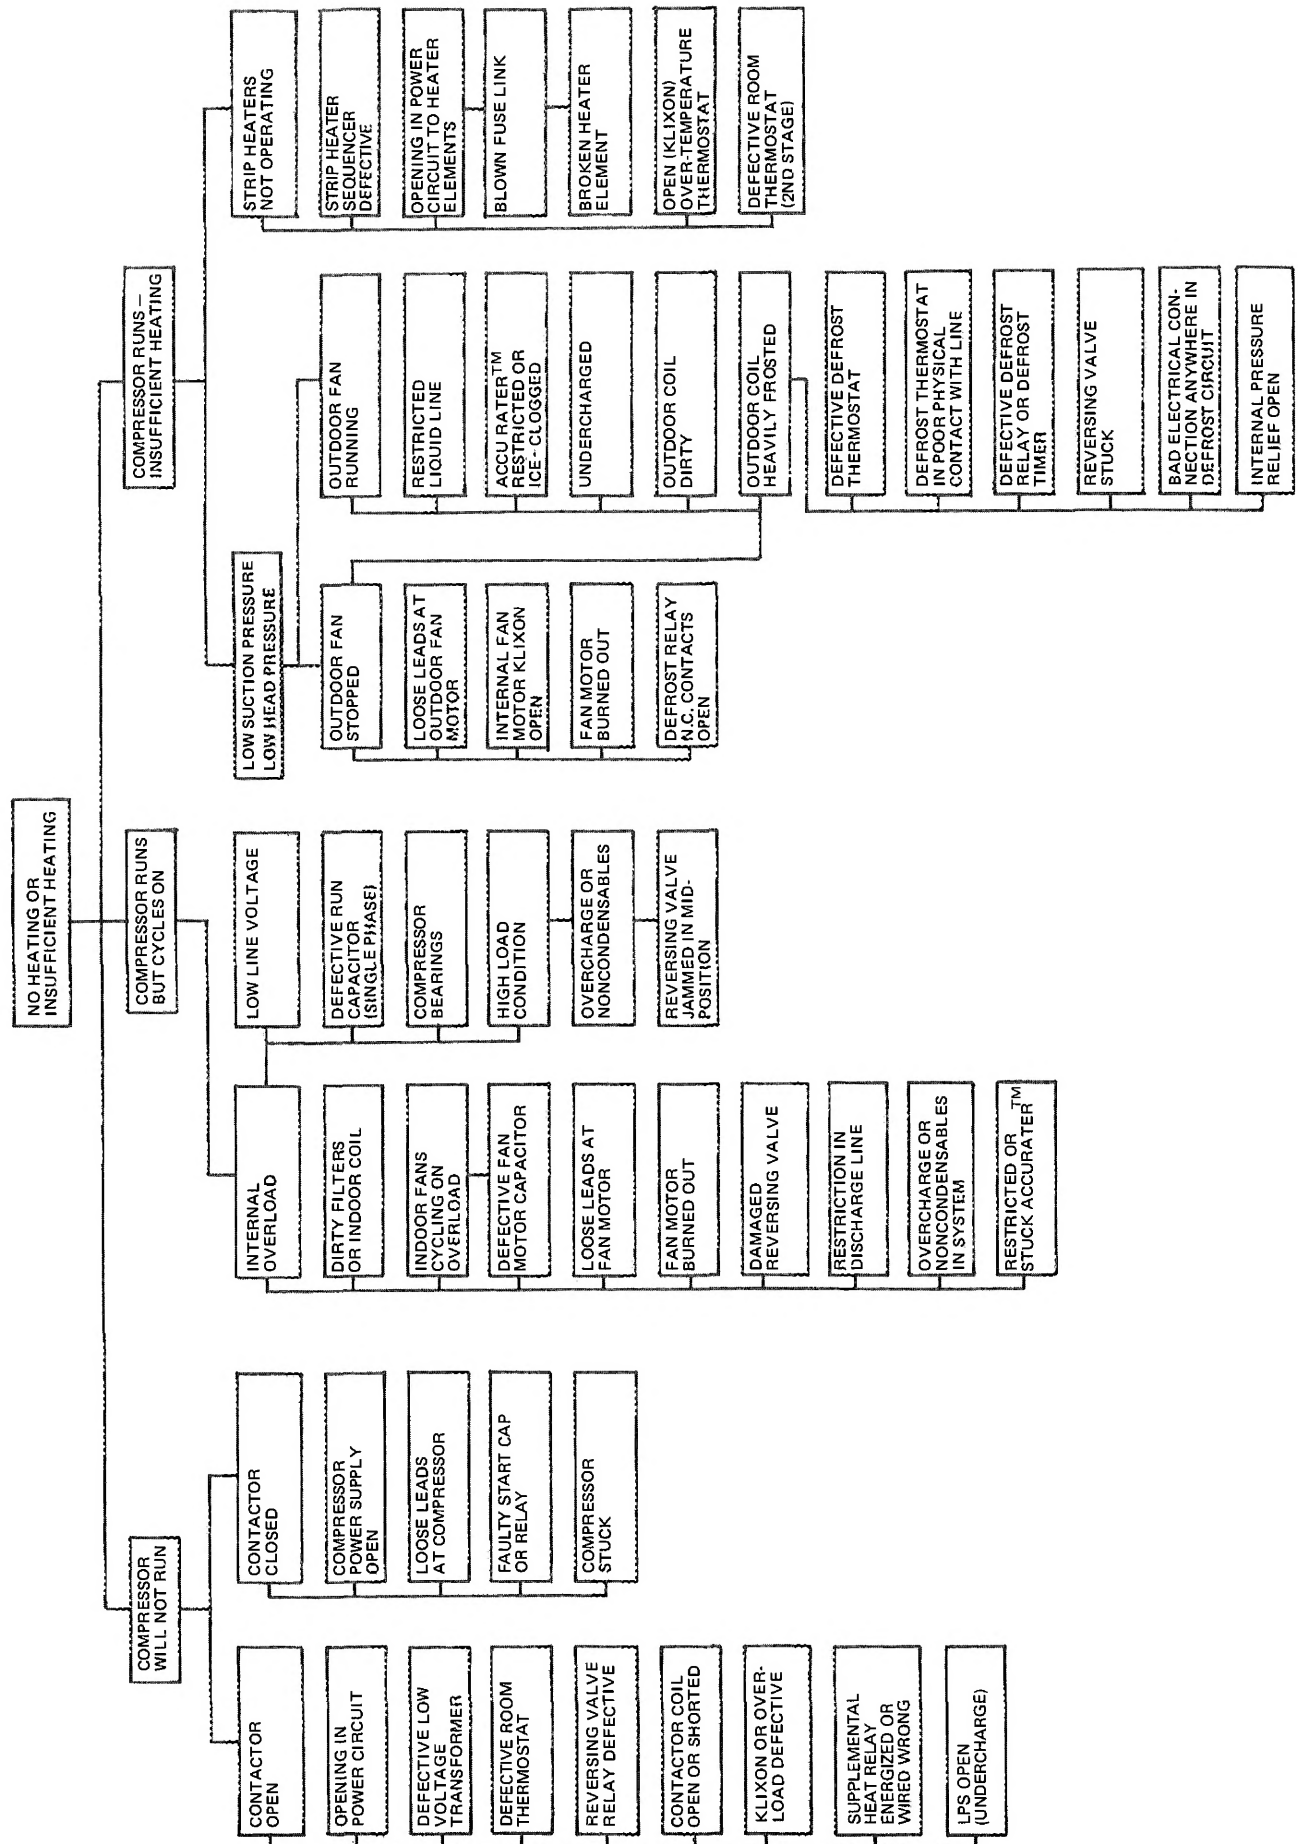 NO HEATING OR
INSUFFICIENT HEATING
COMPRESSOR
WILL NOT RUN
COMPRESSOR RUNS
BUT CYCLES ON
COMPRESSOR RUNS –
INSUFFICIENT HEATING
CONTACTOR
OPEN
OPENING IN
POWER CIRCUIT
DEFECTIVE LOW
VOLTAGE
TRANSFORMER
DEFECTIVE ROOM
THERMOSTAT
REVERSING VALVE
RELAY DEFECTIVE
CONTACTOR COIL
OPEN OR SHORTED
KLIXON OR OVER-
LOAD DEFECTIVE
SUPPLEMENTAL
HEAT RELAY
ENERGIZED OR
WIRED WRONG
LPS OPEN
(UNDERCHARGE)
CONTACTOR
CLOSED
COMPRESSOR
POWER SUPPLY
OPEN
LOOSE LEADS
AT COMPRESSOR
FAULTY START CAP
OR RELAY
COMPRESSOR
STUCK
INTERNAL
OVERLOAD
DIRTY FILTERS
OR INDOOR COIL
INDOOR FANS
CYCLING ON
OVERLOAD
DEFECTIVE FAN
MOTOR CAPACITOR
LOOSE LEADS AT
FAN MOTOR
FAN MOTOR
BURNED OUT
DAMAGED
REVERSING VALVE
RESTRICTION IN
DISCHARGE LINE
OVERCHARGE OR
NONCONDENSABLES
IN SYSTEM
RESTRICTED OR
STUCK ACCURATER™
LOW LINE VOLTAGE
DEFECTIVE RUN
CAPACITOR
(SINGLE PHASE)
COMPRESSOR
BEARINGS
HIGH LOAD
CONDITION
OVERCHARGE OR
NONCONDENSABLES
REVERSING VALVE
JAMMED IN MID-
POSITION
LOW SUCTION PRESSURE
LOW HEAD PRESSURE
OUTDOOR FAN
STOPPED
LOOSE LEADS AT
OUTDOOR FAN
MOTOR
INTERNAL FAN
MOTOR KLIXON
OPEN
FAN MOTOR
BURNED OUT
DEFROST RELAY
N.C. CONTACTS
OPEN
OUTDOOR FAN
RUNNING
RESTRICTED
LIQUID LINE
ACCU RATER™
RESTRICTED OR
ICE-CLOGGED
UNDERCHARGED
OUTDOOR COIL
DIRTY
OUTDOOR COIL
HEAVILY FROSTED
DEFECTIVE DEFROST
THERMOSTAT
DEFROST THERMOSTAT
IN POOR PHYSICAL
CONTACT WITH LINE
DEFECTIVE DEFROST
RELAY OR DEFROST
TIMER
REVERSING VALVE
STUCK
BAD ELECTRICAL CON-
NECTION ANYWHERE IN
DEFROST CIRCUIT
INTERNAL PRESSURE
RELIEF OPEN
STRIP HEATERS
NOT OPERATING
STRIP HEATER
SEQUENCER
DEFECTIVE
OPENING IN POWER
CIRCUIT TO HEATER
ELEMENTS
BLOWN FUSE LINK
BROKEN HEATER
ELEMENT
OPEN (KLIXON)
OVER-TEMPERATURE
THERMOSTAT
DEFECTIVE ROOM
THERMOSTAT
(2ND STAGE)